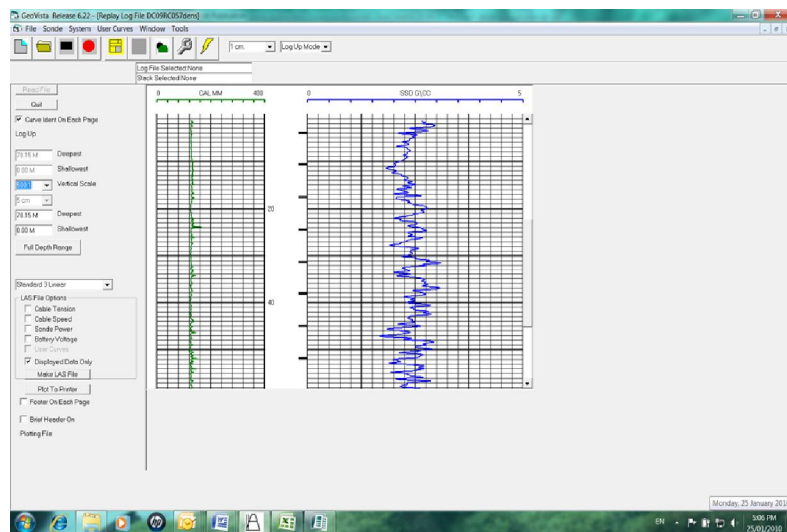 GeoVista Release 6.22 - [Replay Log File DC09BC057dens]
File Sonde System User Curves Window Tools
1 cm.
Log Up Mode
Log File Selected:None
Stack Selected:None
Read File
Quit
Curve Ident On Each Page
Log Up
Deepest
0.00 M Shallowest
Vertical Scale
5 cm
Deepest
0.00 M Shallowest
Full Depth Range
Standard 3 Linear
LAS File Options
Cable Tension
Cable Speed
Sonde Power
Battery Voltage
User Curves
Displayed Data Only
Make LAS File
Plot To Printer
Footer On Each Page
Brief Header On
Plotting File
0 CAL MM
0 SSD G\CC 5
20
40
Monday, 25 January 201
EN
5:06 PM
25/01/2010